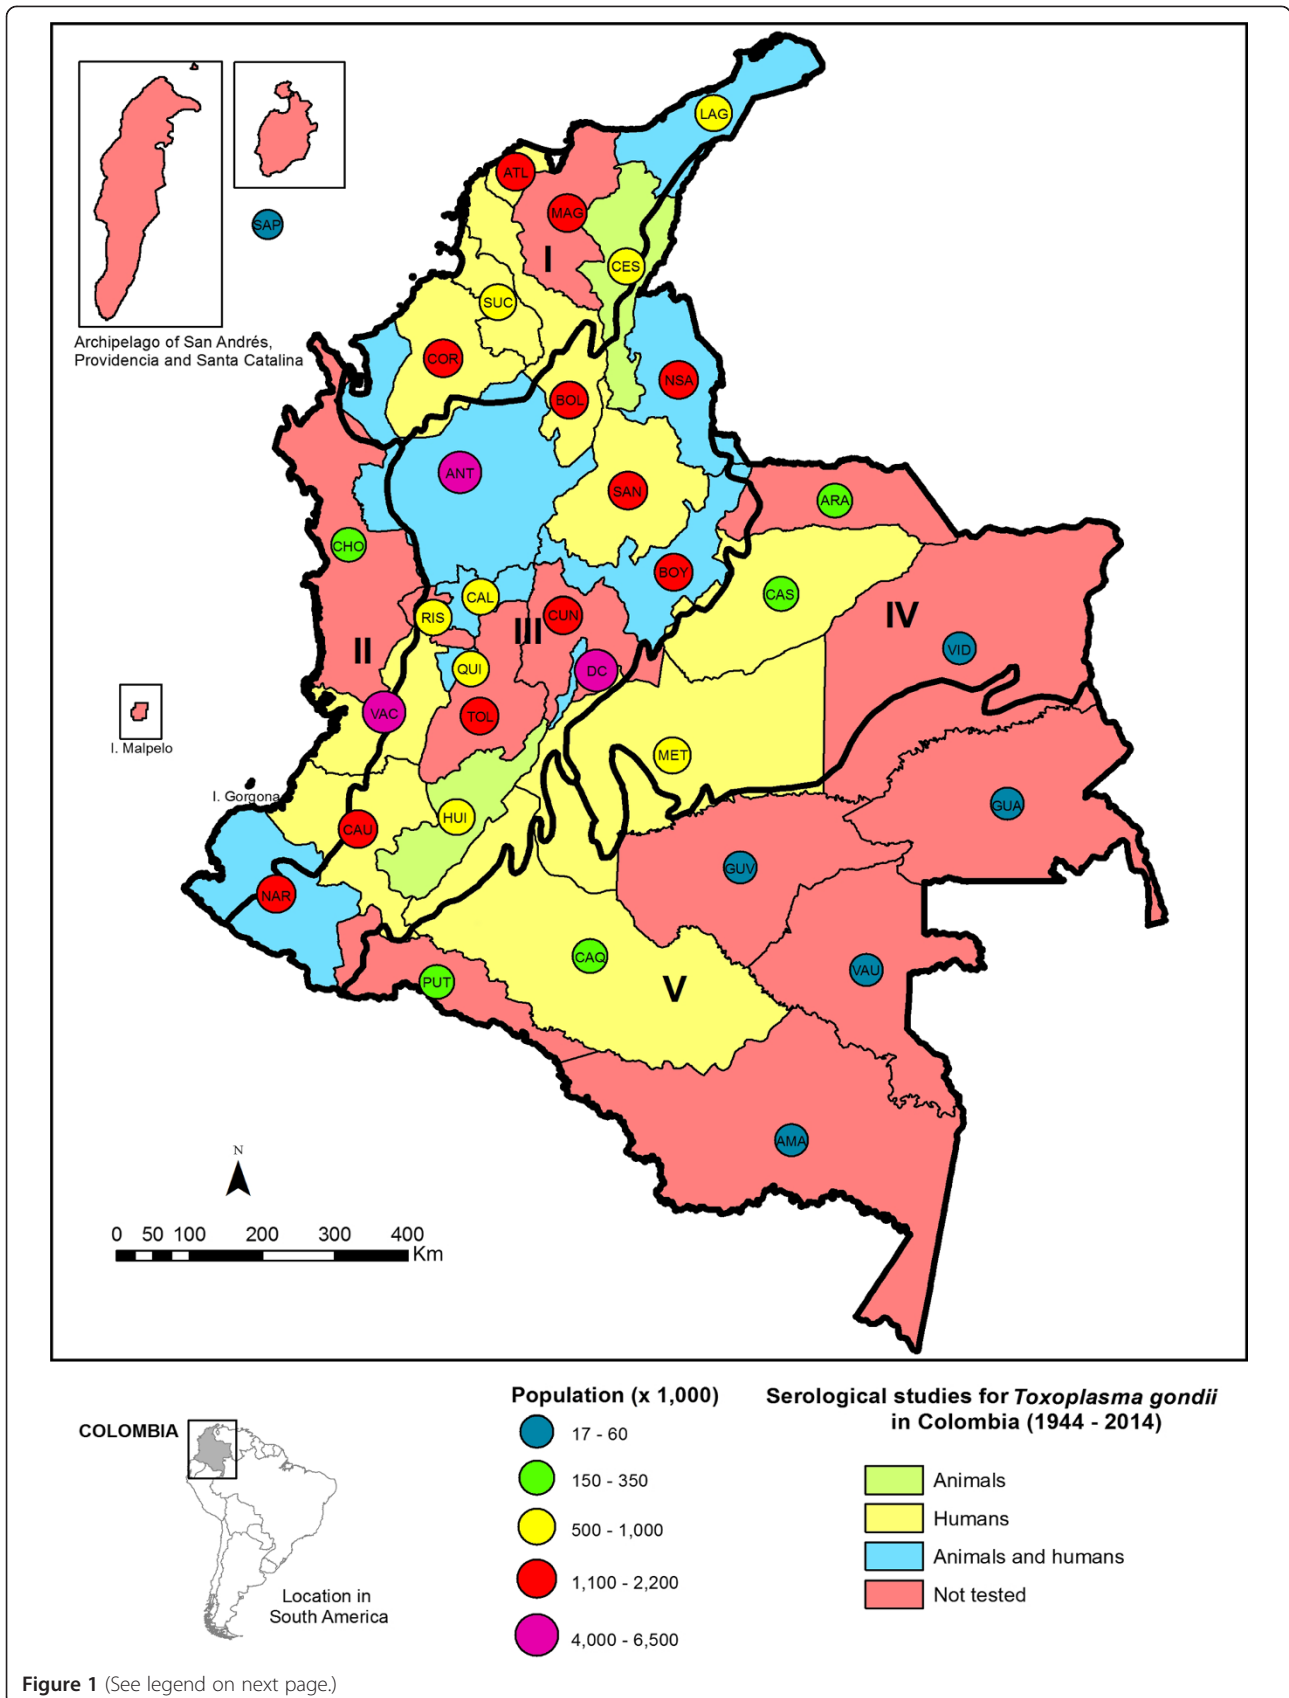 LAG
ATL
MAG
SAP
I
CES
SUC
Archipelago of San Andrés,
Providencia and Santa Catalina
COR
NSA
BOL
ANT
SAN
ARA
CHO
BOY
CAS
CAL
RIS
CUN
IV
III
II
VID
QUI
DC
VAC
TOL
I. Malpelo
MET
I. Gorgona
GUA
HUI
CAU
GUV
NAR
CAQ
VAU
PUT
V
AMA
N
0 50 100 200 300 400
Km
COLOMBIA
Location in
South America
Population (x 1,000)
17 - 60
150 - 350
500 - 1,000
1,100 - 2,200
4,000 - 6,500
Serological studies for Toxoplasma gondii
in Colombia (1944 - 2014)
Animals
Humans
Animals and humans
Not tested
Figure 1 (See legend on next page.)